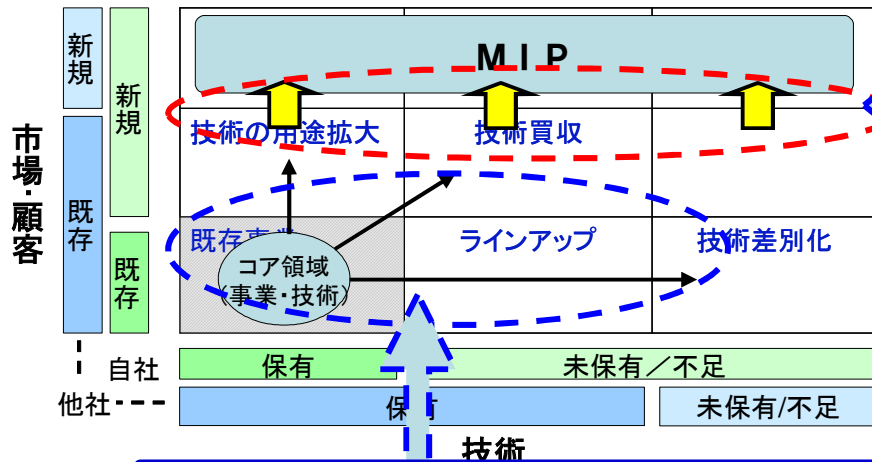 MIP
新規
新規
技術の用途拡大
技術買収
市場・顧客
既存
既存
既存事業
ラインアップ
技術差別化
コア領域
(事業・技術)
自社
保有
未保有/不足
他社
保有
未保有/不足
技術